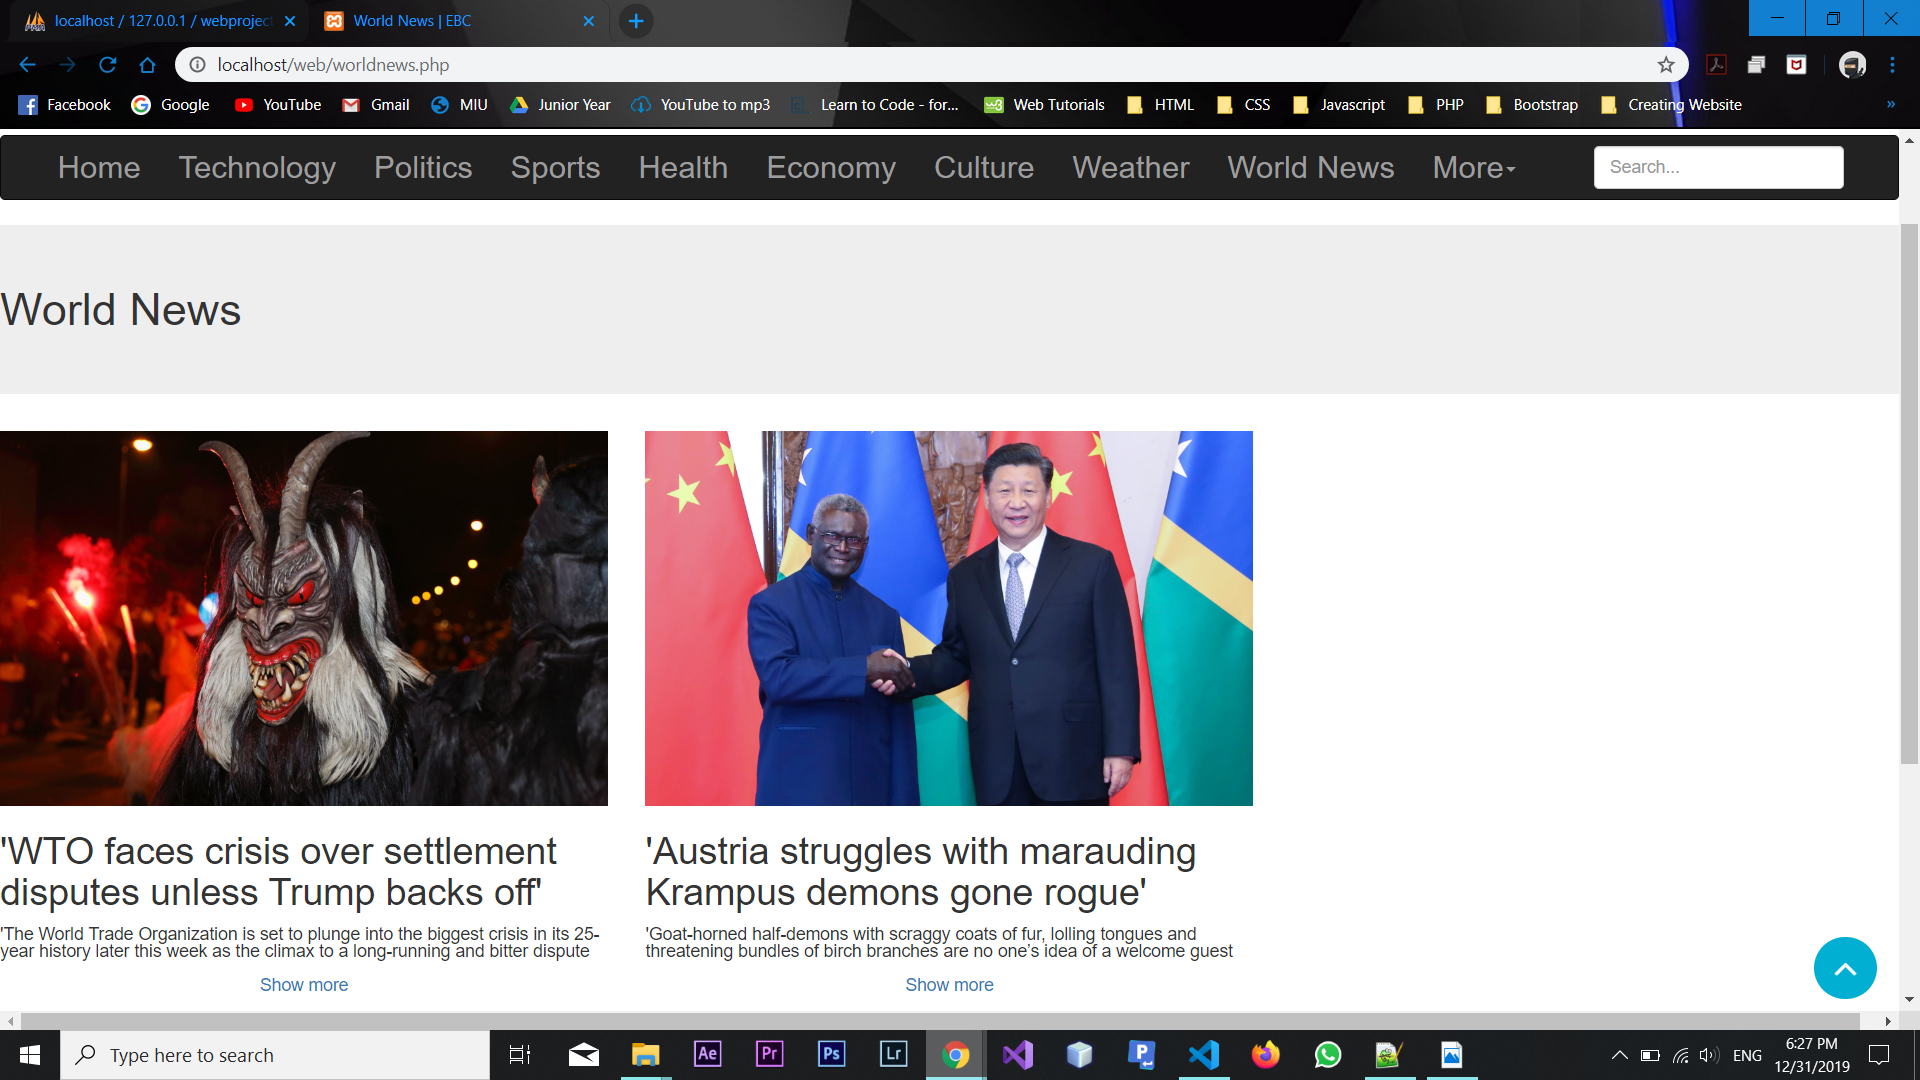 localhost / 127.0.0.1 / webproject
World News | EBC
localhost/web/worldnews.php
Facebook Google YouTube Gmail MIU Junior Year YouTube to mp3 Learn to Code - for... Web Tutorials HTML CSS Javascript PHP Bootstrap Creating Website »
Home Technology Politics Sports Health Economy Culture Weather World News More Search...
World News
'WTO faces crisis over settlement
disputes unless Trump backs off'
'The World Trade Organization is set to plunge into the biggest crisis in its 25-
year history later this week as the climax to a long-running and bitter dispute
Show more
'Austria struggles with marauding
Krampus demons gone rogue'
'Goat-horned half-demons with scraggy coats of fur, lolling tongues and
threatening bundles of birch branches are no one’s idea of a welcome guest
Show more
Type here to search
Ae Pr Ps Lr
ENG
6:27 PM
12/31/2019